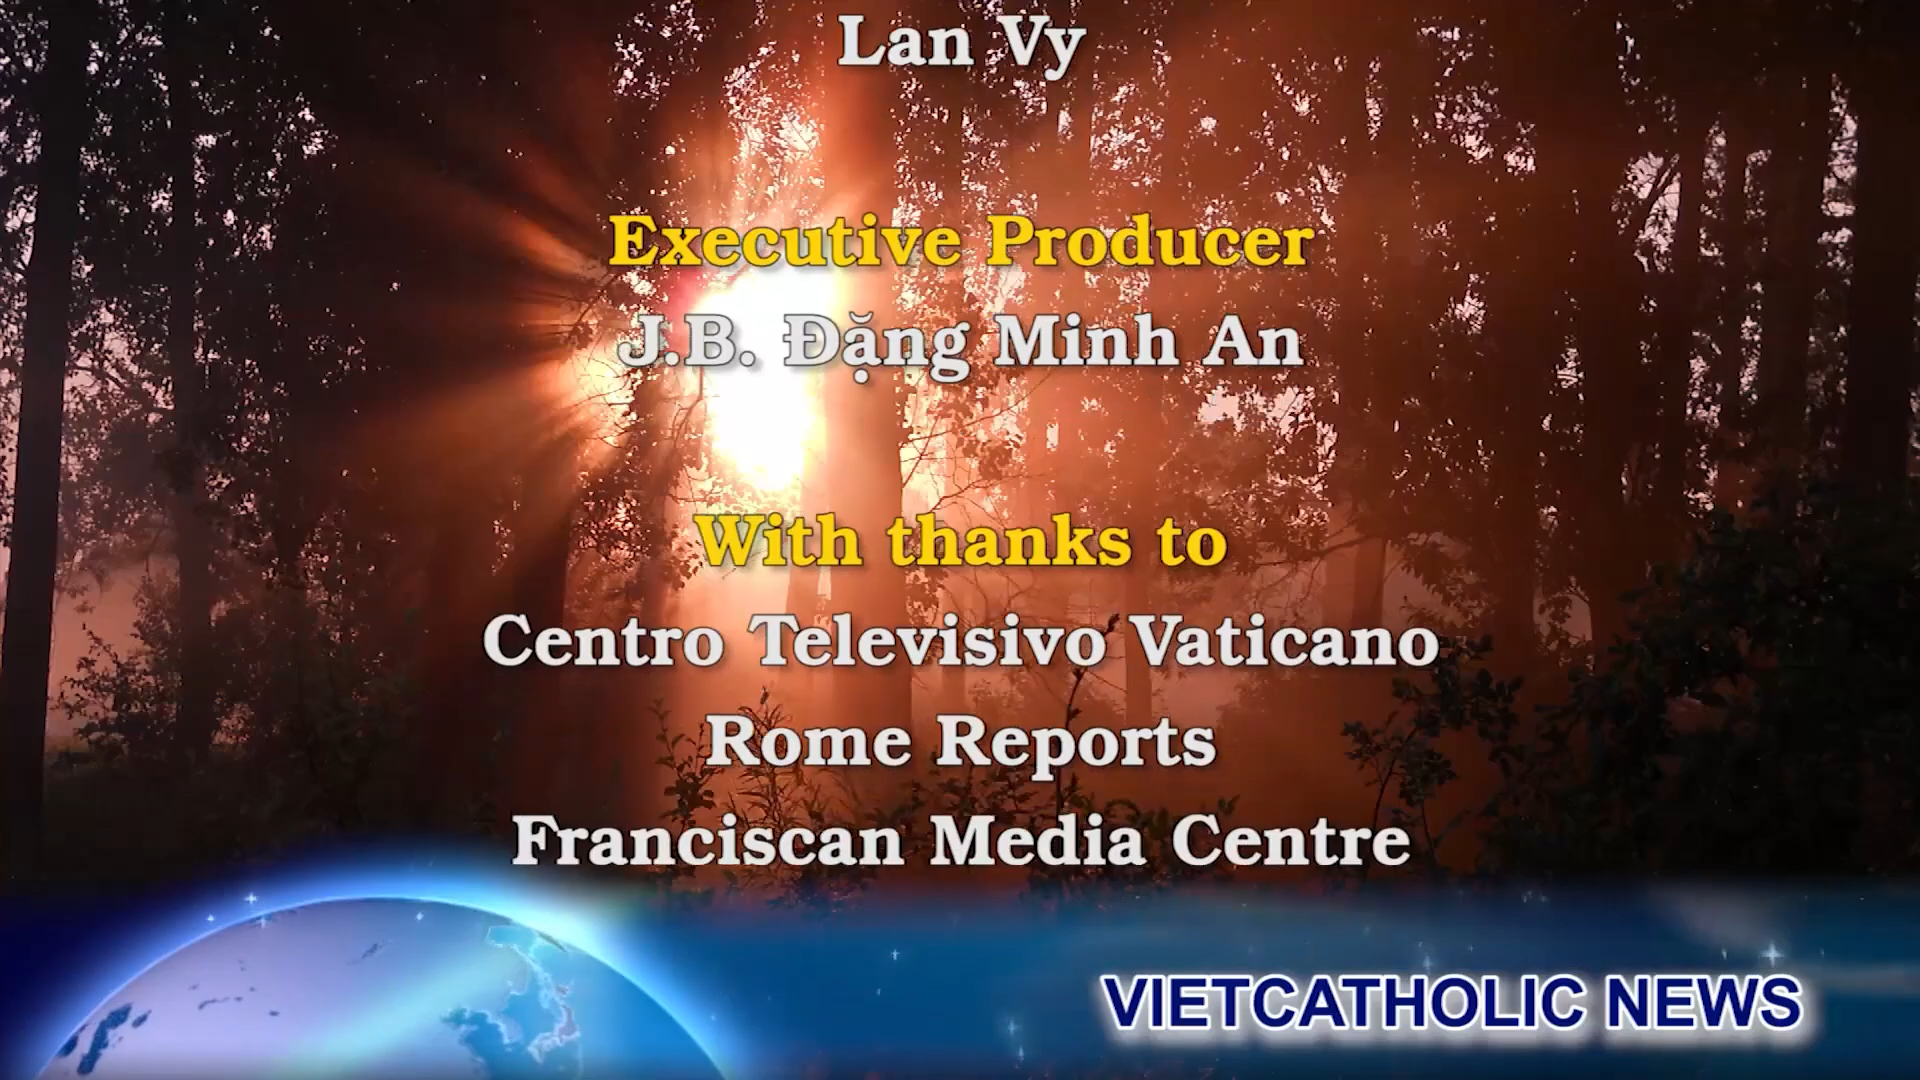 Lan Vy
Executive Producer
J.B. Đặng Minh An
With thanks to
Centro Televisivo Vaticano
Rome Reports
Franciscan Media Centre
VIETCATHOLIC NEWS